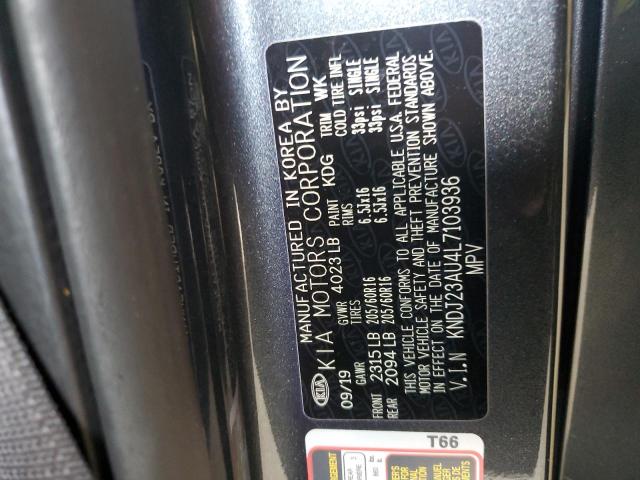 MANUFACTURED IN KOREA BY
KIA KIA MOTORS CORPORATION
09/19 GVWR 4023 LB PAINT KDG TRIM WK
GAWR TIRES RIMS COLD TIRE INFL
FRONT 2315 LB 205/60R16 6.5Jx16 33psi SINGLE
REAR 2094 LB 205/60R16 6.5Jx16 33psi SINGLE
THIS VEHICLE CONFORMS TO ALL APPLICABLE U.S.A. FEDERAL
MOTOR VEHICLE SAFETY AND THEFT PREVENTION STANDARDS
IN EFFECT ON THE DATE OF MANUFACTURE SHOWN ABOVE.
V.I.N KNDJ23AU4L7103936
MPV
T66